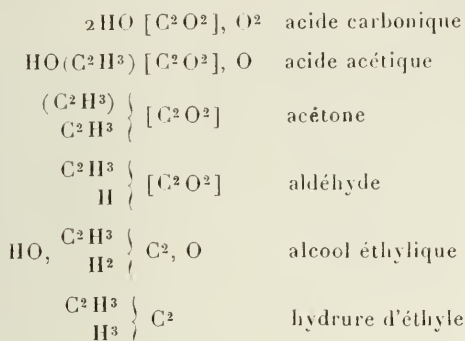 2HO [C²O²], O² acide carbonique
HO(C²H³) [C²O²], O acide acétique
(C²H³)
C²H³ } [C²O²] acétone
C²H³
H } [C²O²] aldéhyde
HO, C²H³
H² } C², O alcool éthylique
C²H³
H³ } C² hydrure d'éthyle